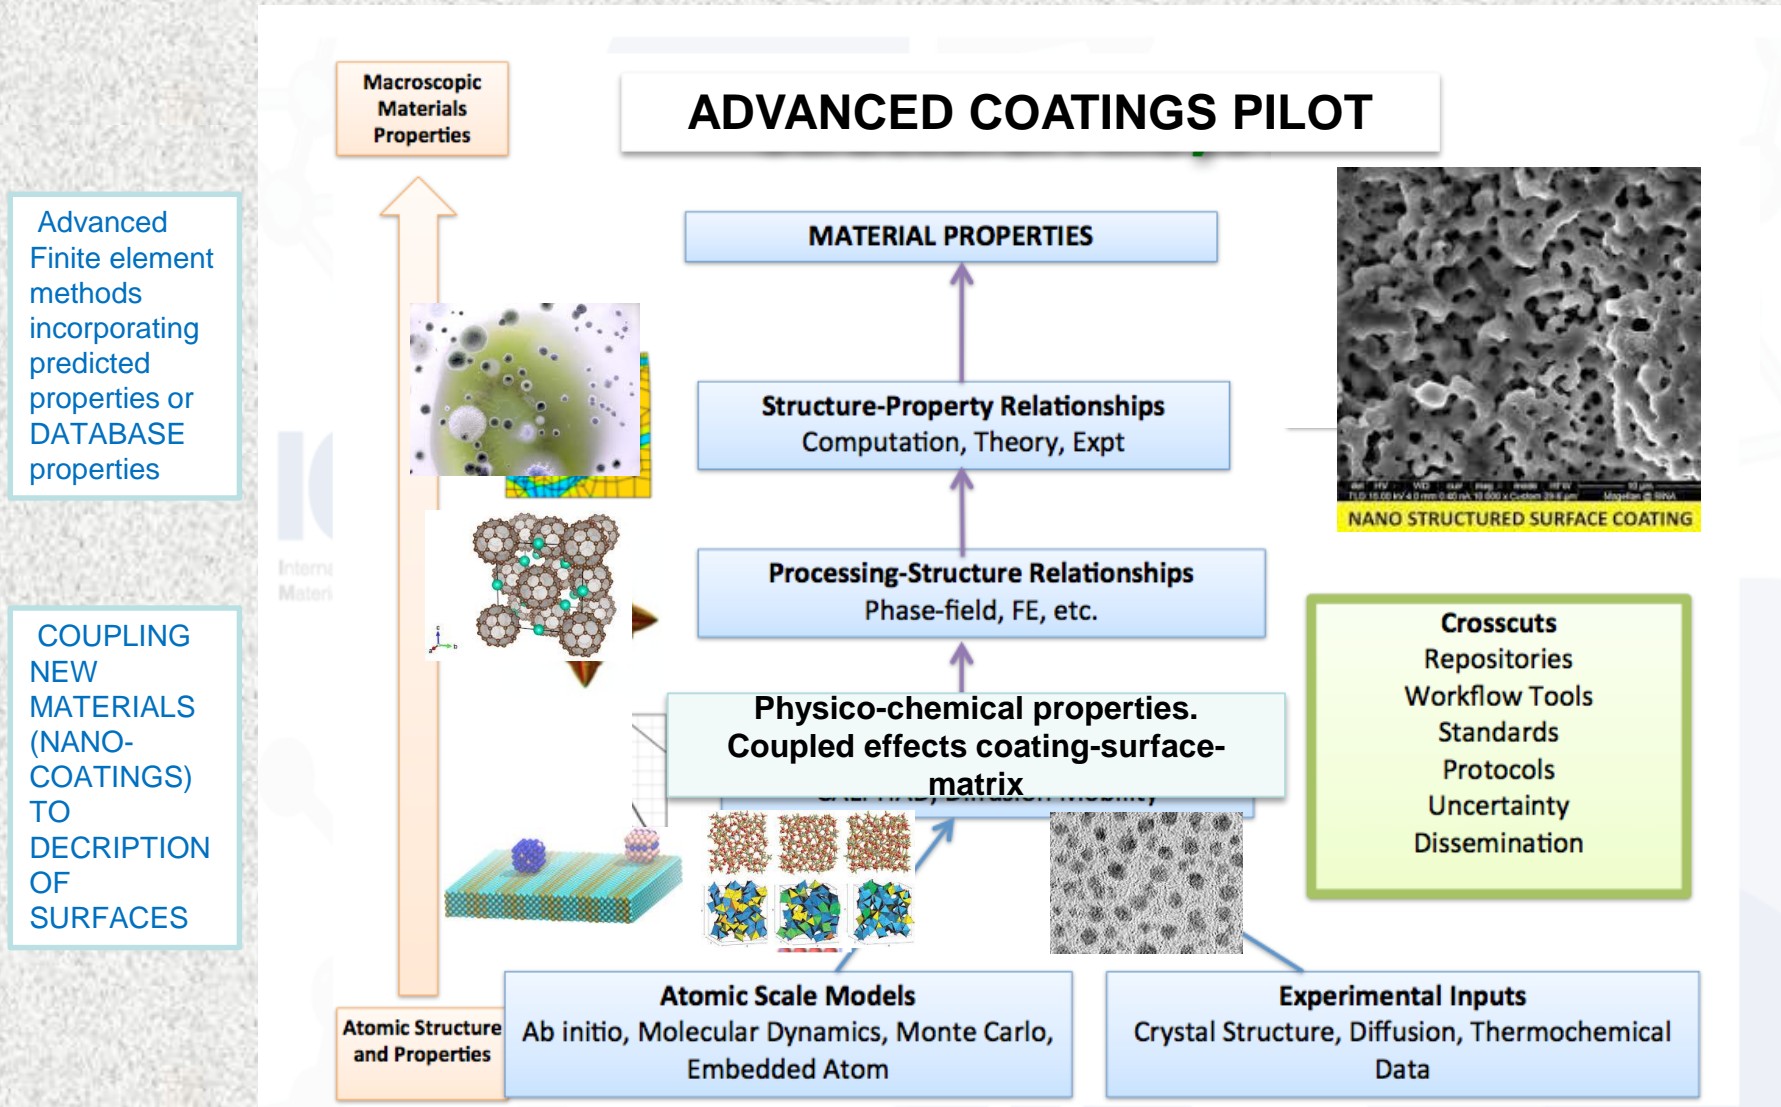 Macroscopic
Materials
Properties
ADVANCED COATINGS PILOT
Advanced
Finite element
methods
incorporating
predicted
properties or
DATABASE
properties
MATERIAL PROPERTIES
Structure-Property Relationships
Computation, Theory, Expt
NANO STRUCTURED SURFACE COATING
Processing-Structure Relationships
Phase-field, FE, etc.
COUPLING
NEW
MATERIALS
(NANO-
COATINGS)
TO
DECRIPTION
OF
SURFACES
Physico-chemical properties.
Coupled effects coating-surface-
matrix
Crosscuts
Repositories
Workflow Tools
Standards
Protocols
Uncertainty
Dissemination
Atomic Structure
and Properties
Atomic Scale Models
Ab initio, Molecular Dynamics, Monte Carlo,
Embedded Atom
Experimental Inputs
Crystal Structure, Diffusion, Thermochemical
Data